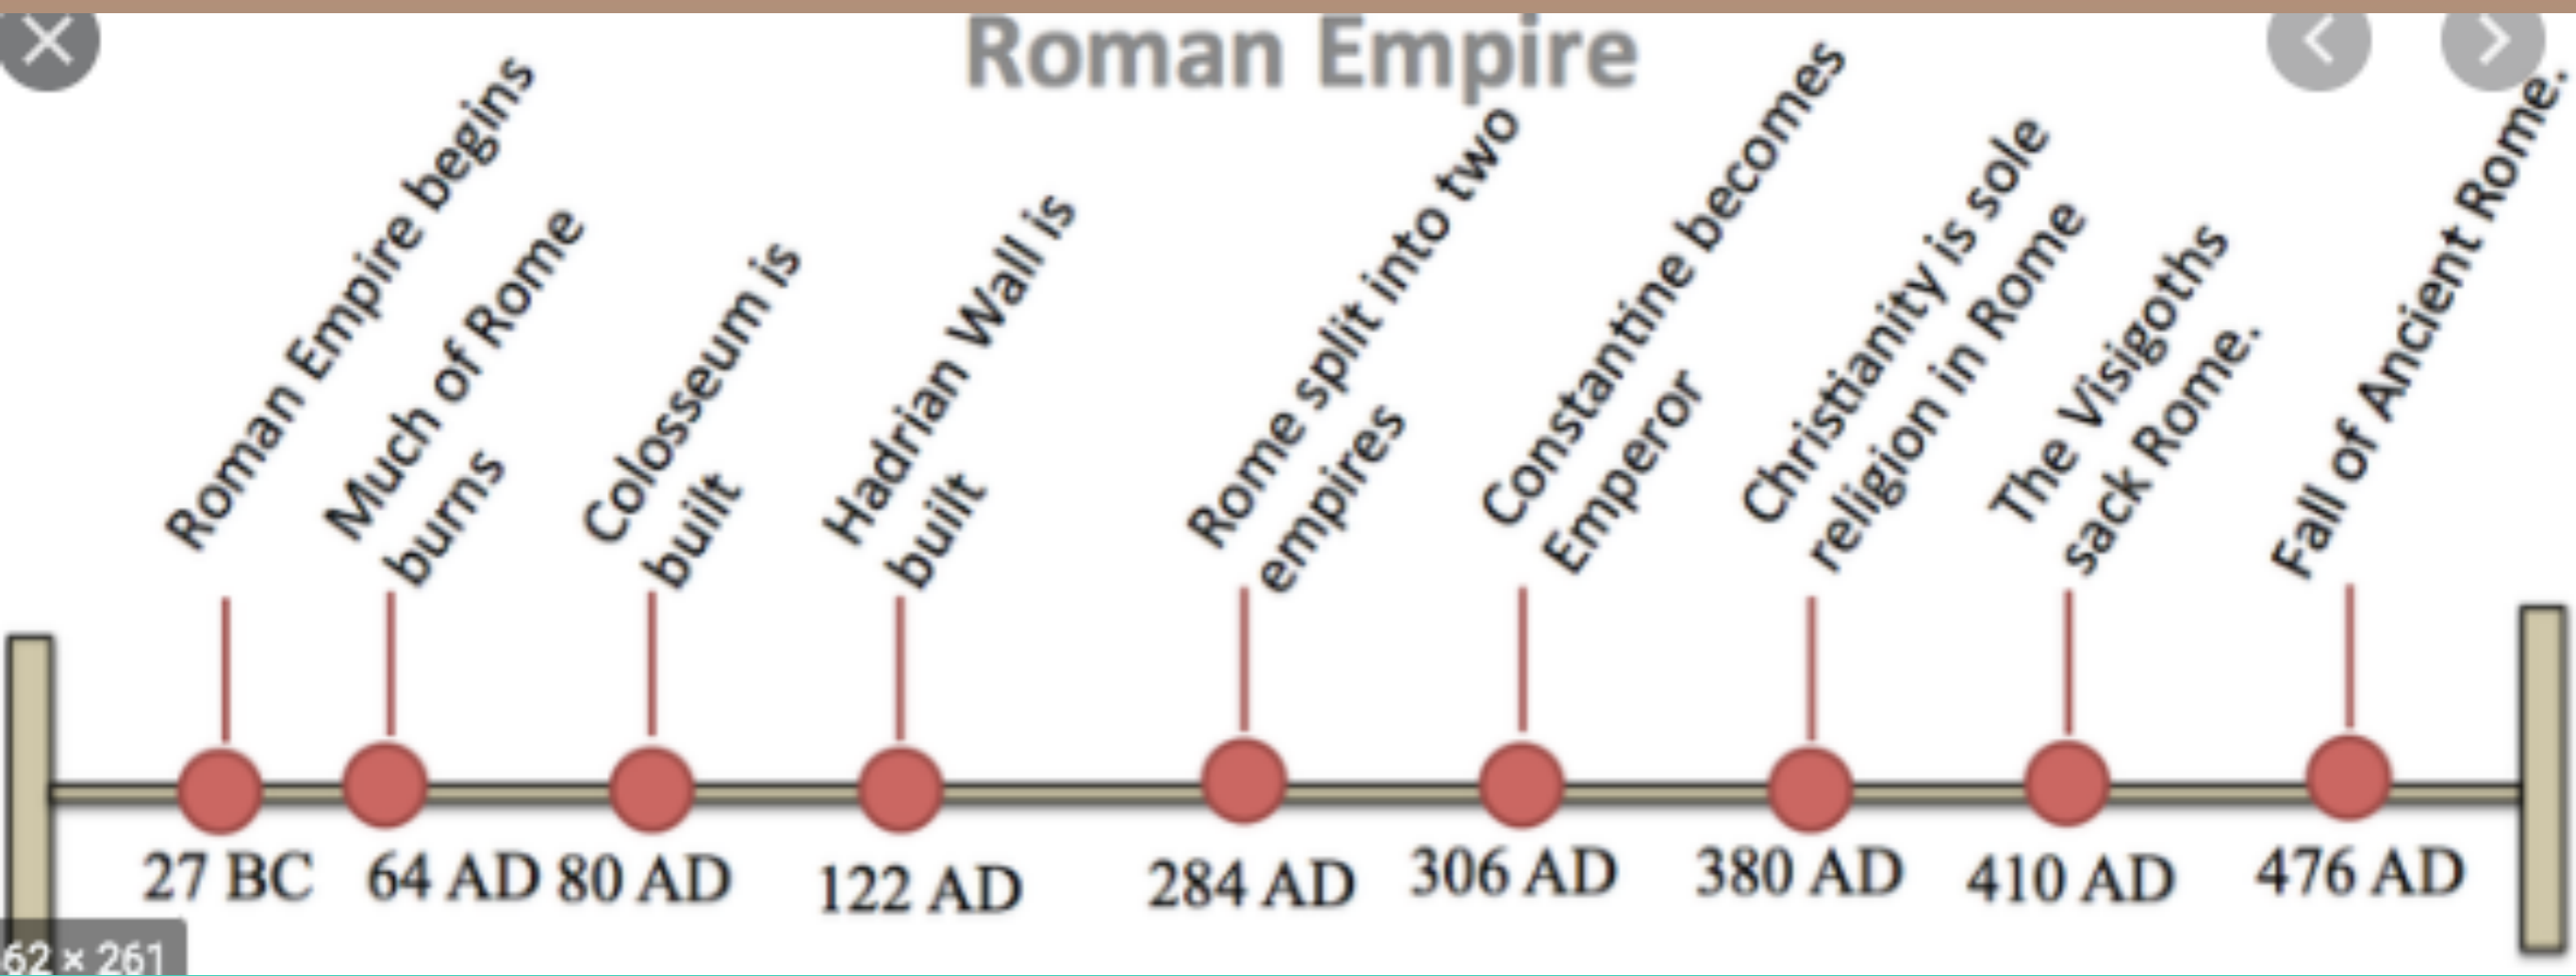 Roman Empire
Roman Empire begins
Much of Rome
burns
Colosseum is
built
Hadrian Wall is
built
Rome split into two
empires
Constantine becomes
Emperor
Christianity is sole
religion in Rome
The Visigoths
sack Rome.
Fall of Ancient Rome.
27 BC
64 AD
80 AD
122 AD
284 AD
306 AD
380 AD
410 AD
476 AD
62 × 261